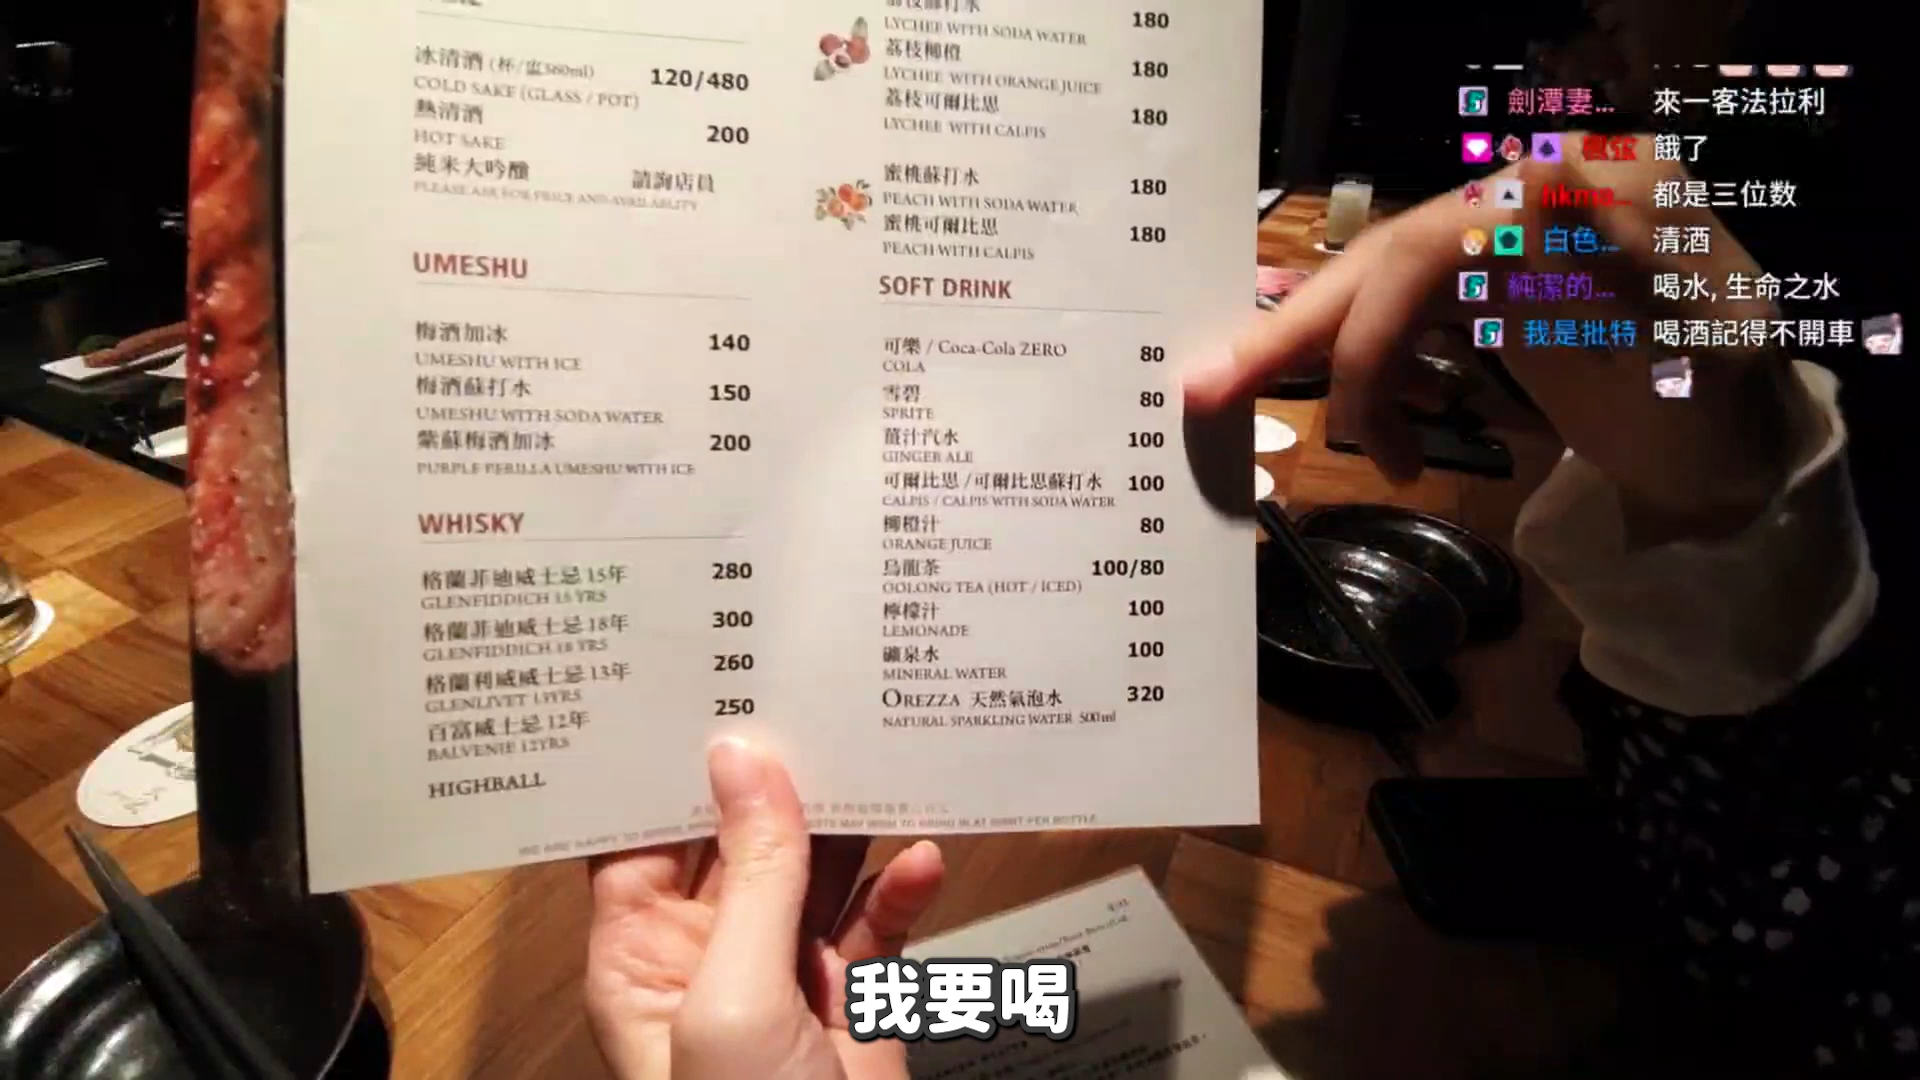 冰清酒 (杯/壺360ml) 120/480
COLD SAKE (GLASS / POT)
熱清酒 200
HOT SAKE
純米大吟釀 請詢店員
PLEASE ASK FOR PRICE AND AVAILABILITY
UMESHU
梅酒加冰 140
UMESHU WITH ICE
梅酒蘇打水 150
UMESHU WITH SODA WATER
紫蘇梅酒加冰 200
PURPLE PERILLA UMESHU WITH ICE
WHISKY
格蘭菲迪威士忌 15年 280
GLENFIDDICH 15 YRS
格蘭菲迪威士忌 18年 300
GLENFIDDICH 18 YRS
格蘭利威威士忌 13年 260
GLENLIVET 13YRS
百富威士忌 12年 250
BALVENIE 12YRS
HIGHBALL
荔枝蘇打水 180
LYCHEE WITH SODA WATER
荔枝柳橙 180
LYCHEE WITH ORANGE JUICE
荔枝可爾比思 180
LYCHEE WITH CALPIS
蜜桃蘇打水 180
PEACH WITH SODA WATER
蜜桃可爾比思 180
PEACH WITH CALPIS
SOFT DRINK
可樂 / Coca-Cola ZERO 80
COLA
雪碧 80
SPRITE
薑汁汽水 100
GINGER ALE
可爾比思 /可爾比思蘇打水 100
CALPIS / CALPIS WITH SODA WATER
柳橙汁 80
ORANGE JUICE
烏龍茶 100/80
OOLONG TEA (HOT / ICED)
檸檬汁 100
LEMONADE
礦泉水 100
MINERAL WATER
OREZZA 天然氣泡水 320
NATURAL SPARKLING WATER 500ml
劍潭妻... 來一客法拉利
餓了
hkma... 都是三位数
白色... 清酒
純潔的... 喝水, 生命之水
我是批特 喝酒記得不開車
我要喝